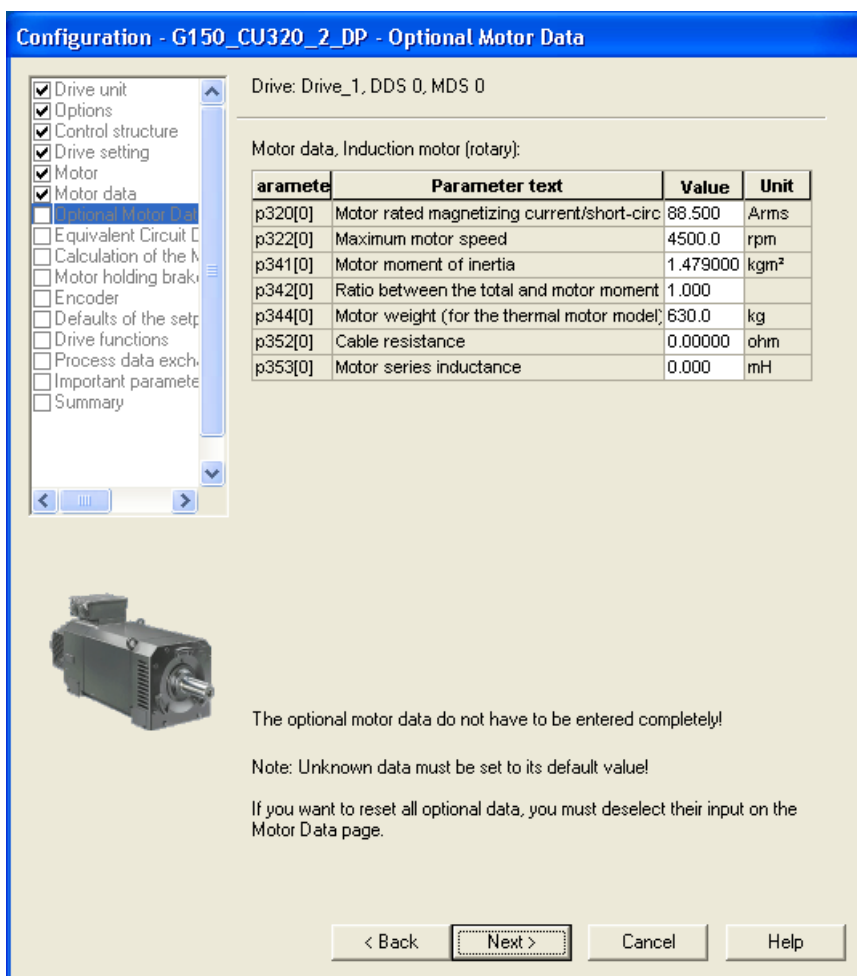 Configuration - G150_CU320_2_DP - Optional Motor Data
Drive unit
Options
Control structure
Drive setting
Motor
Motor data
Optional Motor Dat
Equivalent Circuit D
Calculation of the M
Motor holding brak
Encoder
Defaults of the setp
Drive functions
Process data exch
Important paramete
Summary
Drive: Drive_1, DDS 0, MDS 0
Motor data, Induction motor (rotary):
aramete Parameter text Value Unit
p320[0] Motor rated magnetizing current/short-circ 88.500 Arms
p322[0] Maximum motor speed 4500.0 rpm
p341[0] Motor moment of inertia 1.479000 kgm²
p342[0] Ratio between the total and motor moment 1.000
p344[0] Motor weight (for the thermal motor model) 630.0 kg
p352[0] Cable resistance 0.00000 ohm
p353[0] Motor series inductance 0.000 mH
The optional motor data do not have to be entered completely!
Note: Unknown data must be set to its default value!
If you want to reset all optional data, you must deselect their input on the
Motor Data page.
< Back Next > Cancel Help